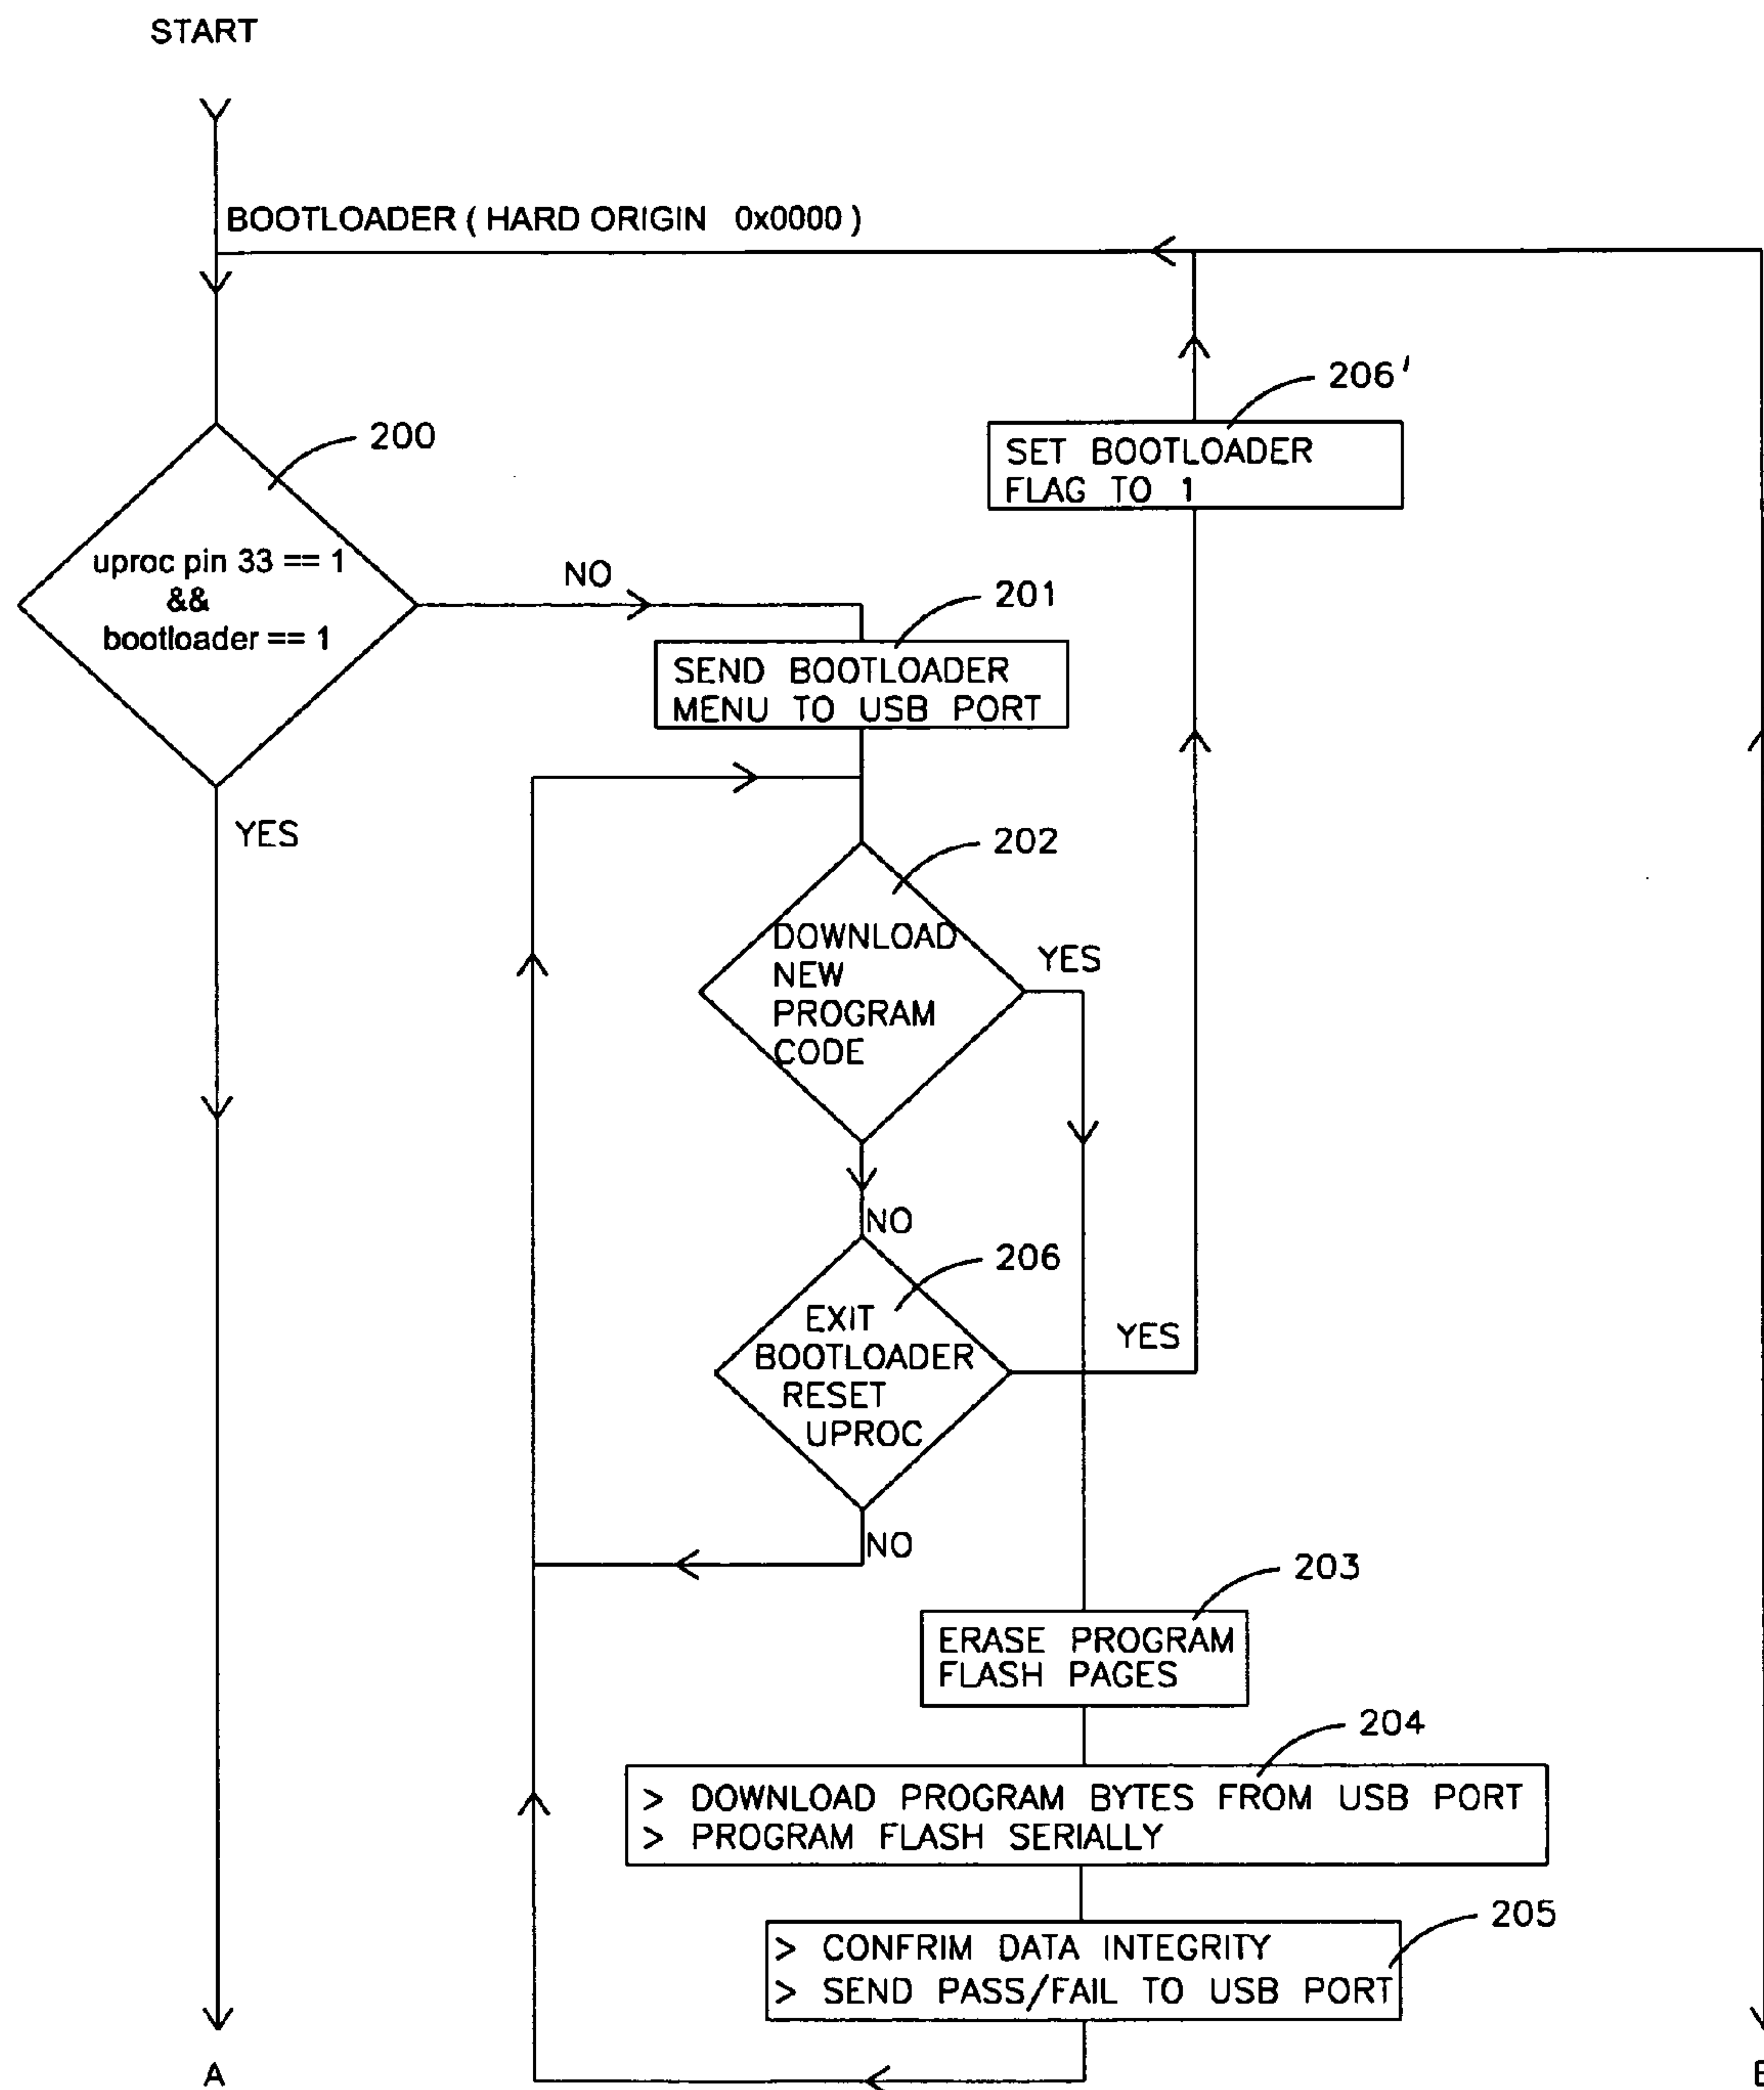 START
BOOTLOADER ( HARD ORIGIN 0x0000 )
206'
SET BOOTLOADER
FLAG TO 1
200
uproc pin 33 == 1
&&
bootloader == 1
NO
201
SEND BOOTLOADER
MENU TO USB PORT
YES
202
DOWNLOAD
NEW
PROGRAM
CODE
YES
NO
206
EXIT
BOOTLOADER
RESET
UPROC
YES
NO
203
ERASE PROGRAM
FLASH PAGES
204
> DOWNLOAD PROGRAM BYTES FROM USB PORT
> PROGRAM FLASH SERIALLY
205
> CONFRIM DATA INTEGRITY
> SEND PASS/FAIL TO USB PORT
A